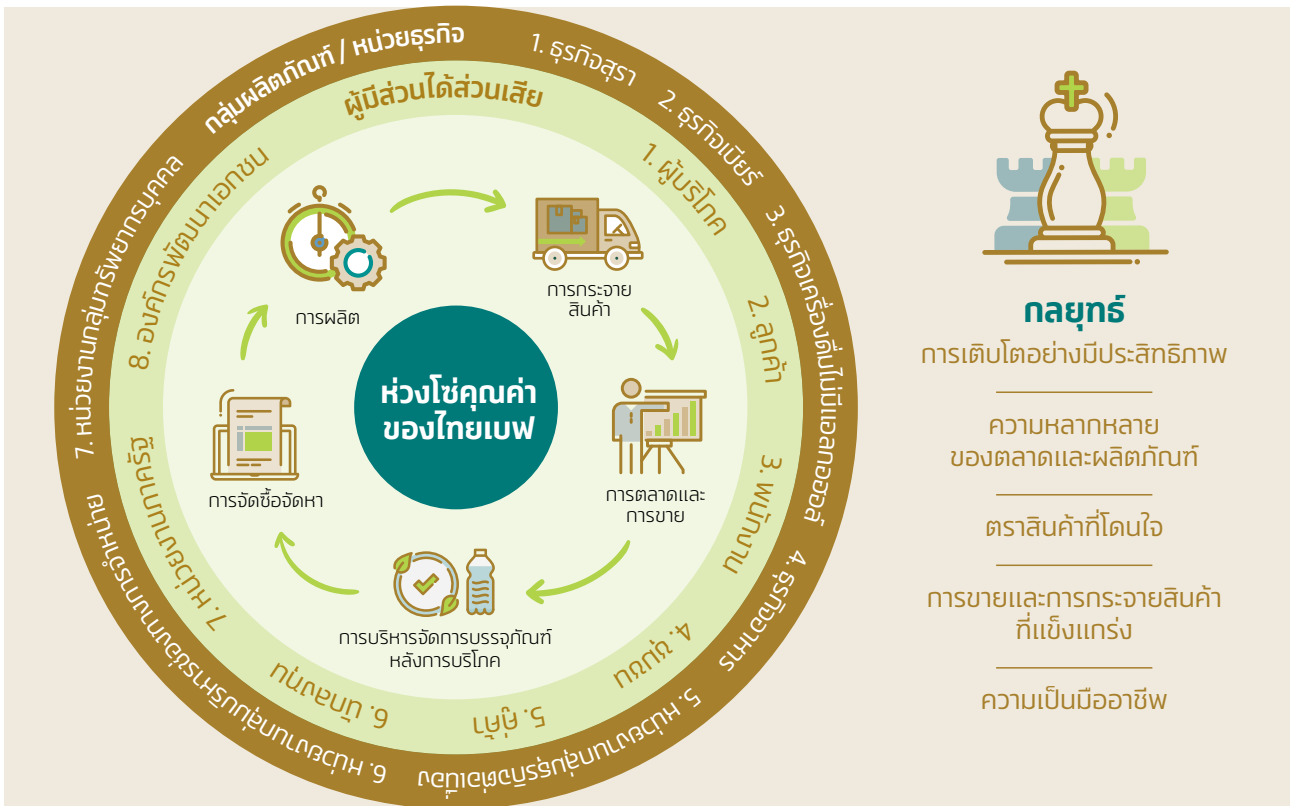 กลุ่มผลิตภัณฑ์ / หน่วยธุรกิจ
1. ธุรกิจสุรา
2. ธุรกิจเบียร์
3. ธุรกิจเครื่องดื่มไม่มีแอลกอฮอล์
4. ธุรกิจอาหาร
5. หน่วยงานกลุ่มธุรกิจต่อเนื่อง
6. หน่วยงานกลุ่มบริหารช่องทางการจำหน่าย
7. หน่วยงานกลุ่มทรัพยากรบุคคล
ผู้มีส่วนได้ส่วนเสีย
1. ผู้บริโภค
2. ลูกค้า
3. พนักงาน
4. ชุมชน
5. คู่ค้า
6. นักลงทุน
7. หน่วยงานภาครัฐ
8. องค์กรพัฒนาเอกชน
การผลิต
การกระจาย
สินค้า
การตลาดและ
การขาย
การบริหารจัดการบรรจุภัณฑ์
หลังการบริโภค
การจัดซื้อจัดหา
ห่วงโซ่คุณค่า
ของไทยเบฟ
กลยุทธ์
การเติบโตอย่างมีประสิทธิภาพ
ความหลากหลาย
ของตลาดและผลิตภัณฑ์
ตราสินค้าที่โดนใจ
การขายและการกระจายสินค้า
ที่แข็งแกร่ง
ความเป็นมืออาชีพ